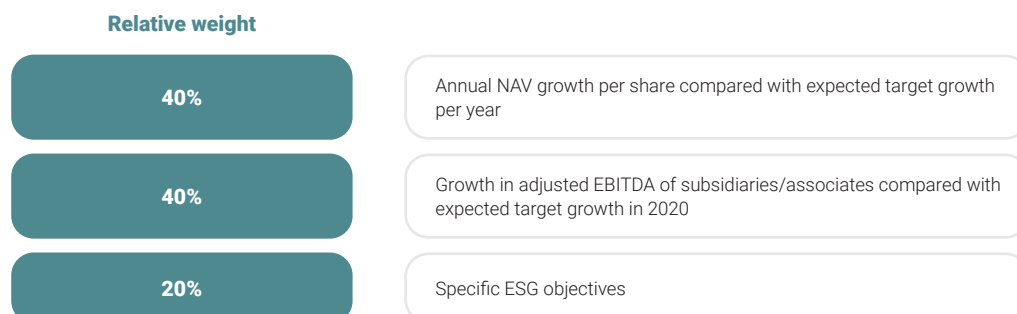 Relative weight
40%
Annual NAV growth per share compared with expected target growth
per year
40%
Growth in adjusted EBITDA of subsidiaries/associates compared with
expected target growth in 2020
20%
Specific ESG objectives